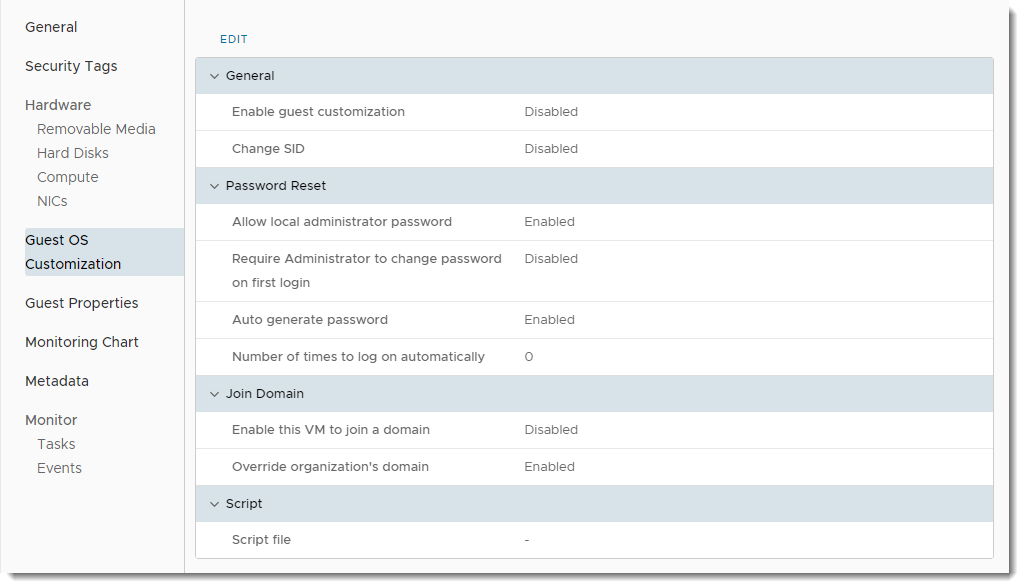 General
Security Tags
Hardware
Removable Media
Hard Disks
Compute
NICs
Guest OS
Customization
Guest Properties
Monitoring Chart
Metadata
Monitor
Tasks
Events
EDIT
General
Enable guest customization Disabled
Change SID Disabled
Password Reset
Allow local administrator password Enabled
Require Administrator to change password Disabled
on first login
Auto generate password Enabled
Number of times to log on automatically 0
Join Domain
Enable this VM to join a domain Disabled
Override organization's domain Enabled
Script
Script file -